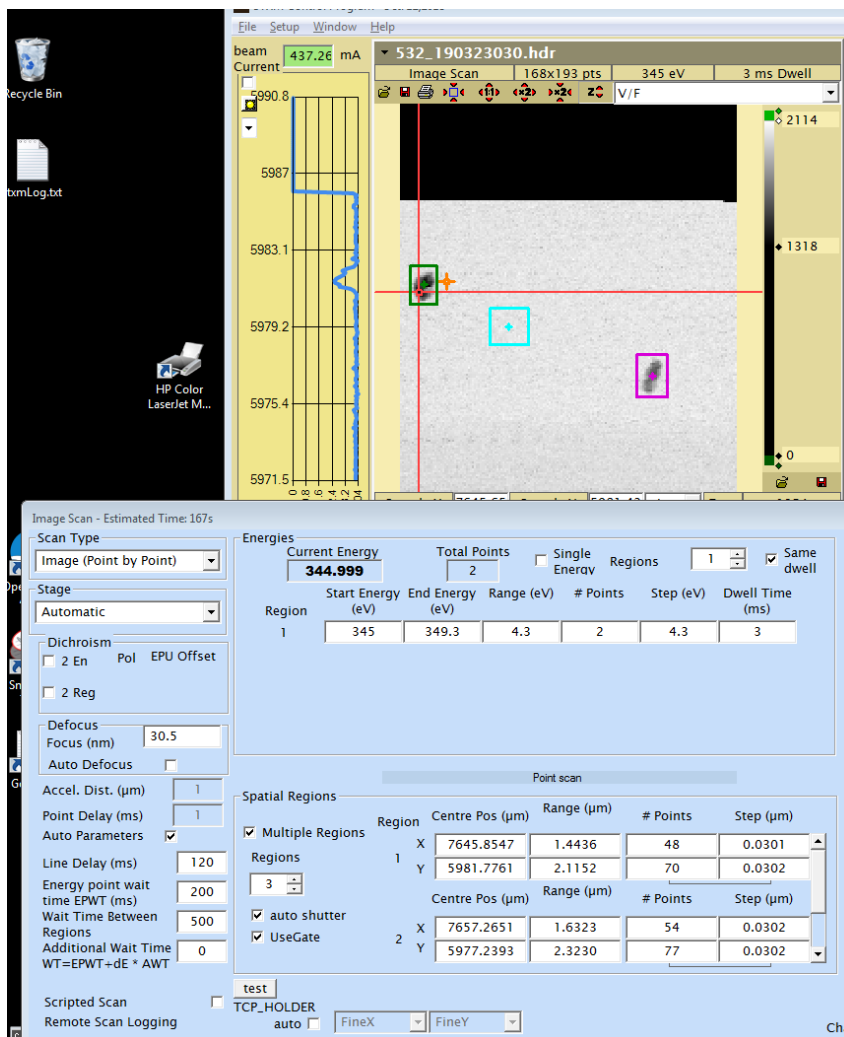 File Setup Window Help
beam Current 437.26 mA
532_190323030.hdr
Image Scan 168x193 pts 345 eV 3 ms Dwell
V/F
Recycle Bin
txmLog.txt
HP Color
LaserJet M...
5990.8
5987
5983.1
5979.2
5975.4
5971.5
2114
1318
0
Image Scan - Estimated Time: 167s
Scan Type
Image (Point by Point)
Stage
Automatic
Dichroism
2 En Pol EPU Offset
2 Reg
Defocus
Focus (nm) 30.5
Auto Defocus
Accel. Dist. (µm) 1
Point Delay (ms) 1
Auto Parameters
Line Delay (ms) 120
Energy point wait
time EPWT (ms) 200
Wait Time Between
Regions 500
Additional Wait Time 0
WT=EPWT+dE * AWT
Scripted Scan
Remote Scan Logging
Energies
Current Energy Total Points Single Energy Regions 1 Same dwell
344.999 2
Start Energy (eV) End Energy (eV) Range (eV) # Points Step (eV) Dwell Time (ms)
Region
1 345 349.3 4.3 2 4.3 3
Point scan
Spatial Regions
Multiple Regions
Regions
3
auto shutter
UseGate
Region Centre Pos (µm) Range (µm) # Points Step (µm)
1
X 7645.8547 1.4436 48 0.0301
Y 5981.7761 2.1152 70 0.0302
Centre Pos (µm) Range (µm) # Points Step (µm)
2
X 7657.2651 1.6323 54 0.0302
Y 5977.2393 2.3230 77 0.0302
test
TCP_HOLDER
auto FineX FineY
Ch